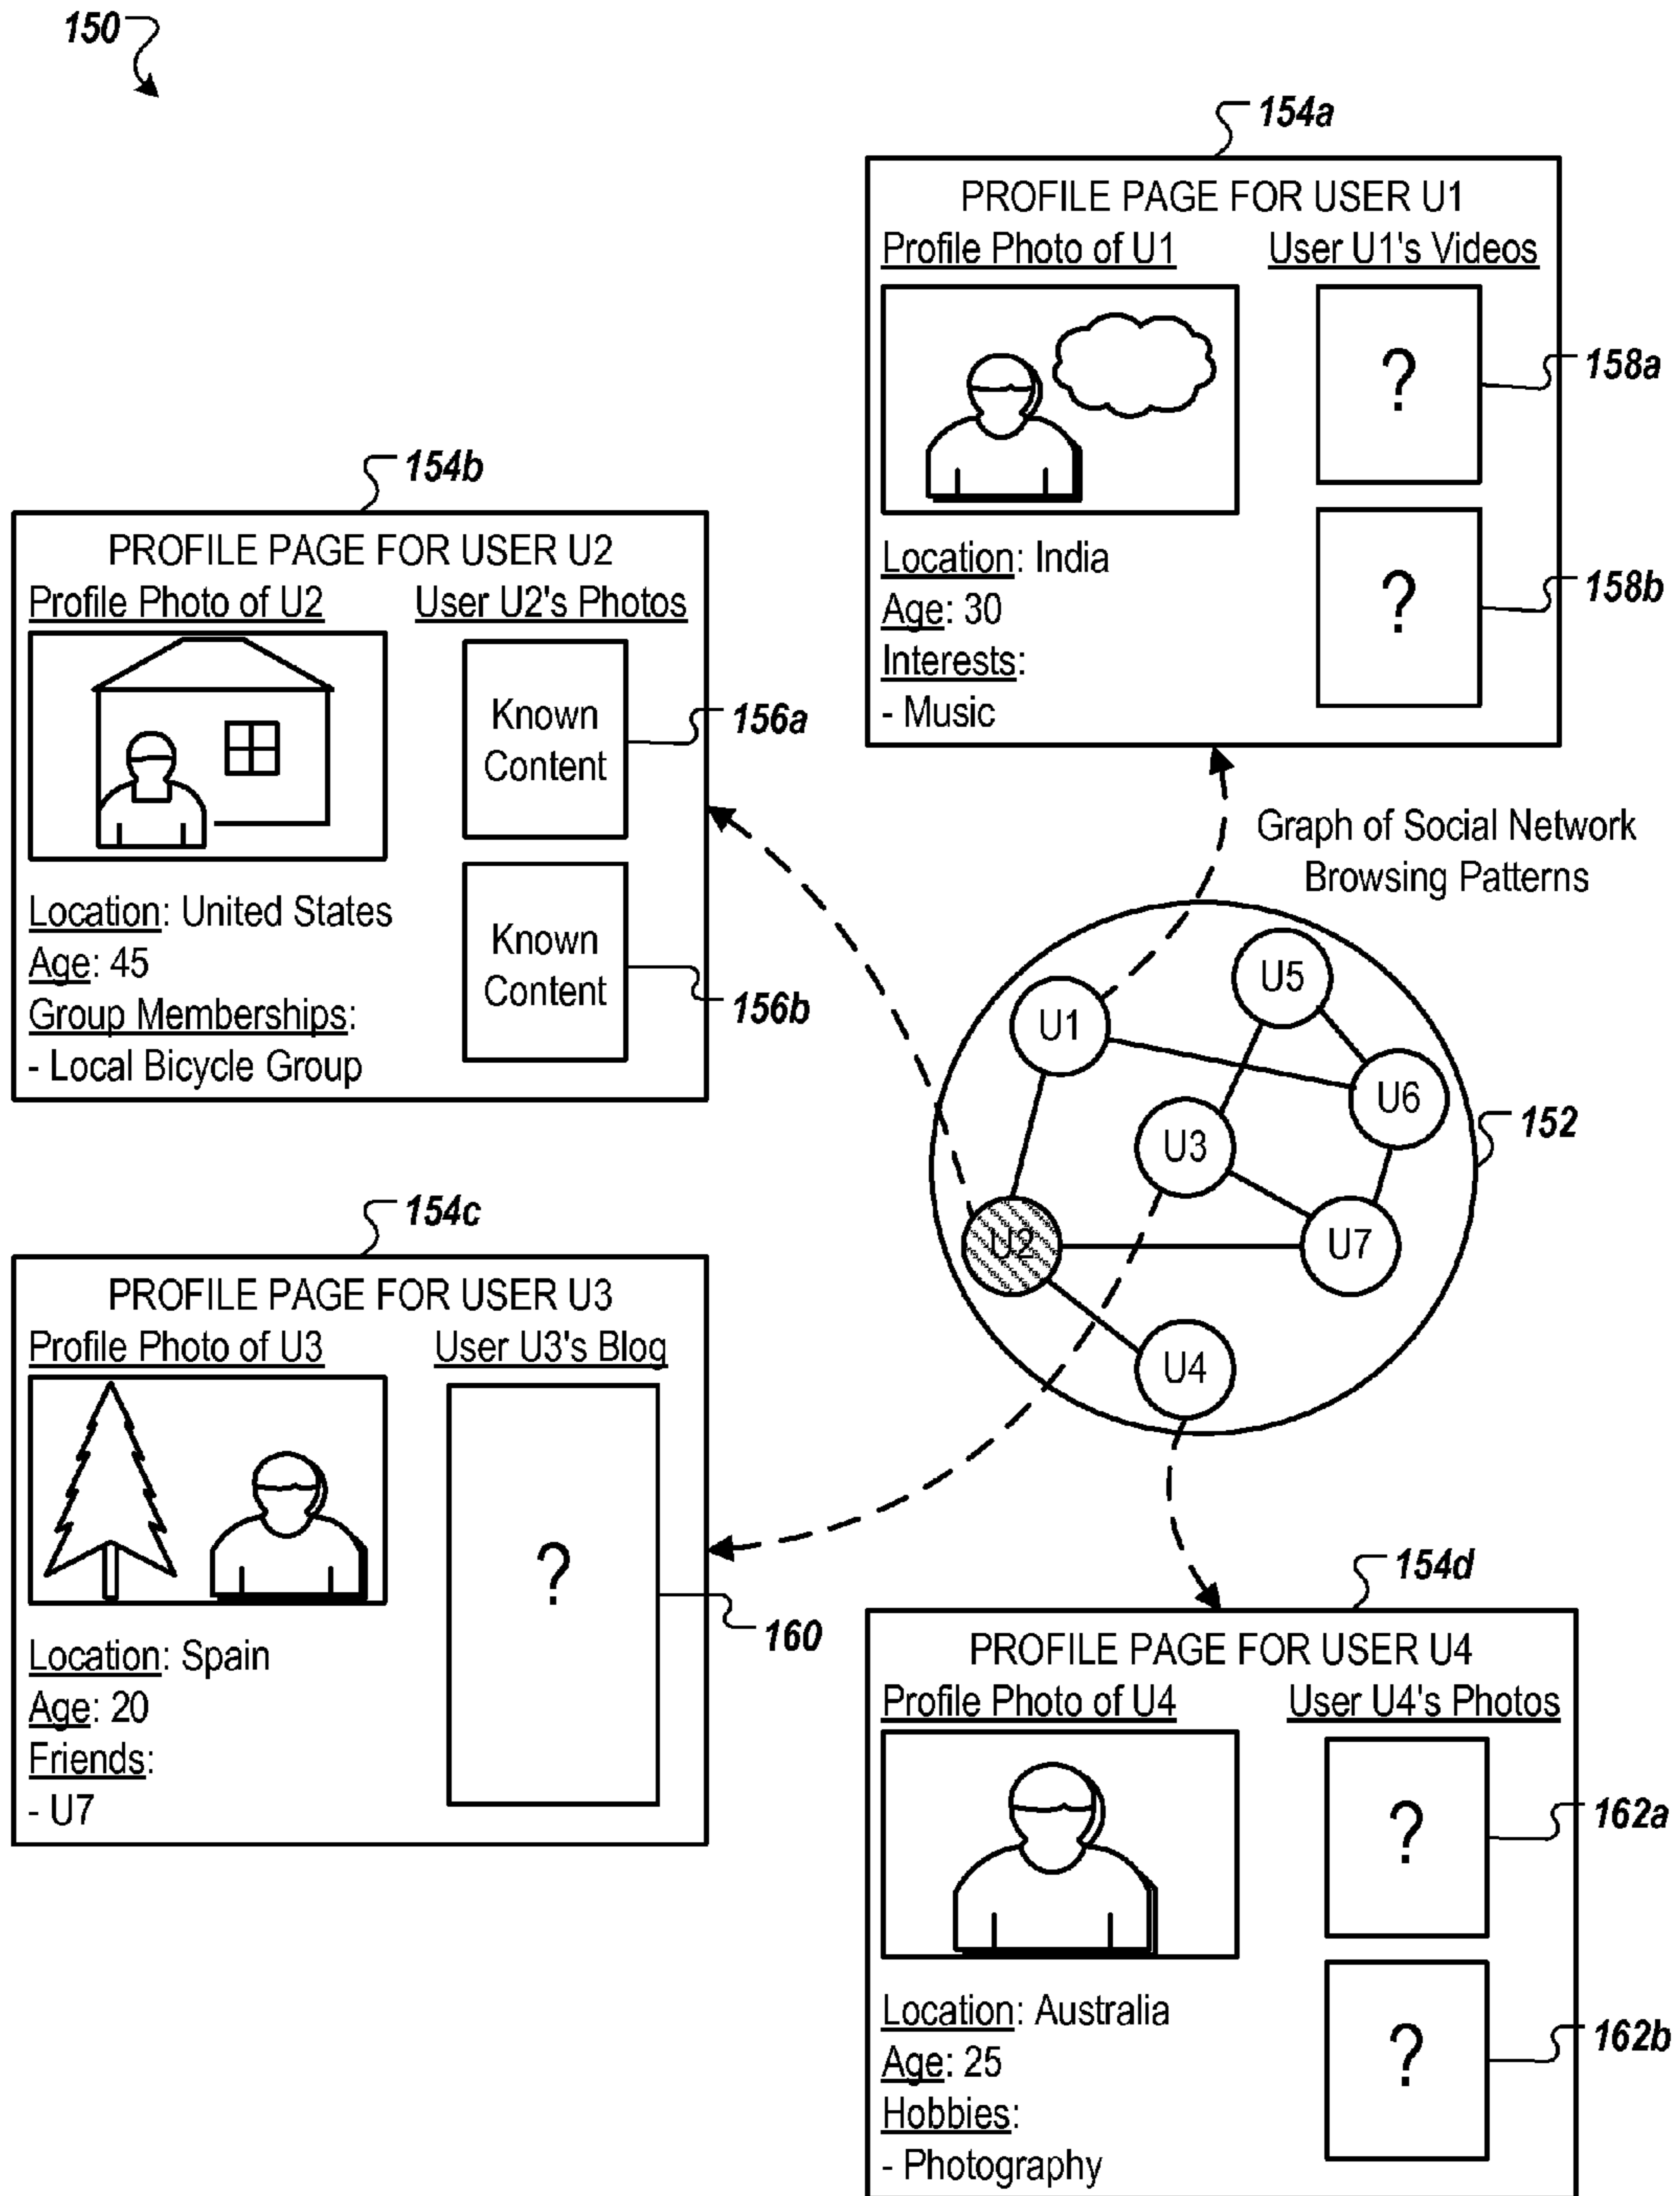 150
154a
PROFILE PAGE FOR USER U1
Profile Photo of U1
User U1's Videos
?
158a
?
158b
Location: India
Age: 30
Interests:
- Music
154b
PROFILE PAGE FOR USER U2
Profile Photo of U2
User U2's Photos
Known
Content
156a
Known
Content
156b
Location: United States
Age: 45
Group Memberships:
- Local Bicycle Group
Graph of Social Network
Browsing Patterns
U5
U1
U6
U3
152
U2
U7
U4
154c
PROFILE PAGE FOR USER U3
Profile Photo of U3
User U3's Blog
?
160
Location: Spain
Age: 20
Friends:
- U7
154d
PROFILE PAGE FOR USER U4
Profile Photo of U4
User U4's Photos
?
162a
?
162b
Location: Australia
Age: 25
Hobbies:
- Photography